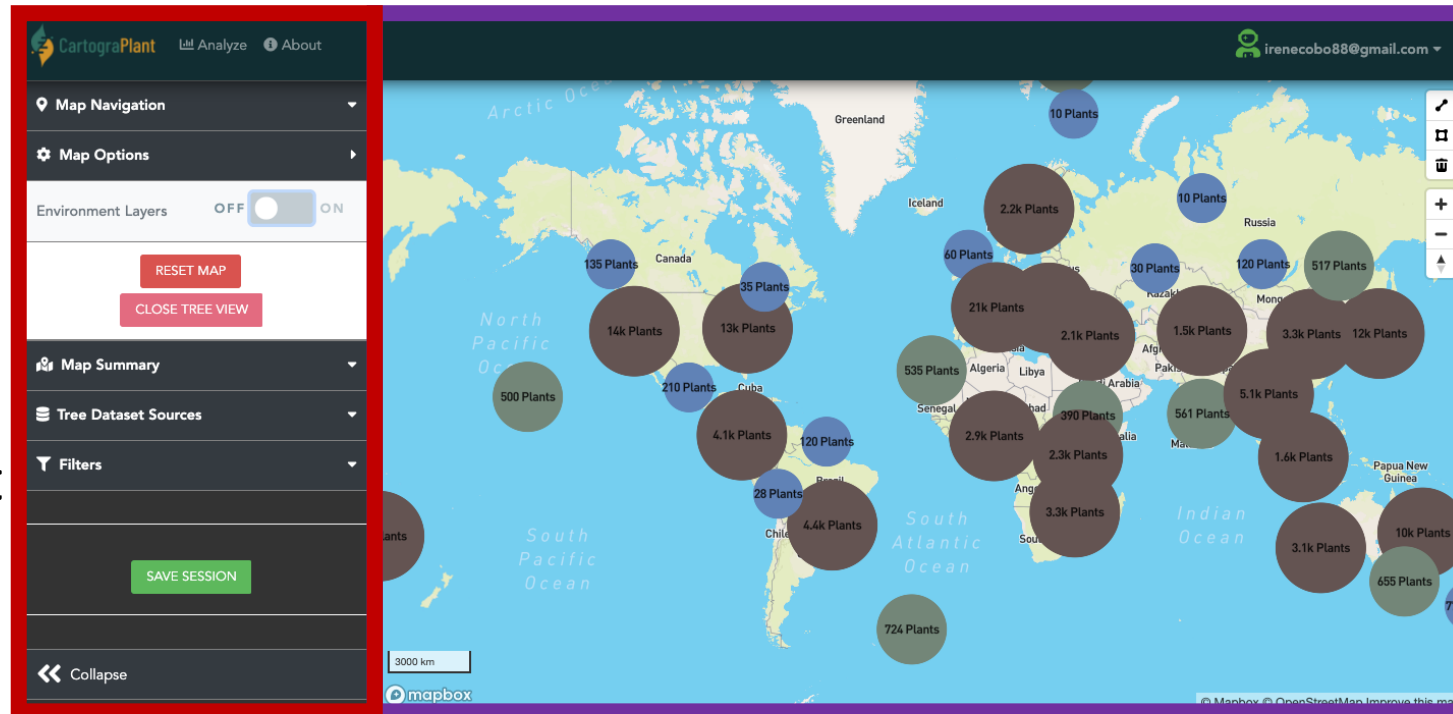 CartograPlant
Analyze
About
irenecobo88@gmail.com
Map Navigation
Map Options
Environment Layers
OFF
ON
RESET MAP
CLOSE TREE VIEW
Map Summary
Tree Dataset Sources
Filters
SAVE SESSION
Collapse
Arctic
Greenland
10 Plants
Iceland
2.2k Plants
10 Plants
Russia
135 Plants
Canada
35 Plants
60 Plants
30 Plants
120 Plants
517 Plants
North
Pacific
14k Plants
13k Plants
21k Plants
2.1k Plants
1.5k Plants
3.3k Plants
12k Plants
500 Plants
210 Plants
Cuba
535 Plants
Algeria
Libya
Senegal
390 Plants
561 Plants
5.1k Plants
4.1k Plants
120 Plants
2.9k Plants
2.3k Plants
1.6k Plants
Papua New
Guinea
28 Plants
4.4k Plants
3.3k Plants
3.1k Plants
10k Plants
655 Plants
South
Pacific
Ocean
South
Atlantic
Ocean
Indian
Ocean
724 Plants
3000 km
mapbox
© Mapbox © OpenStreetMap Improve this